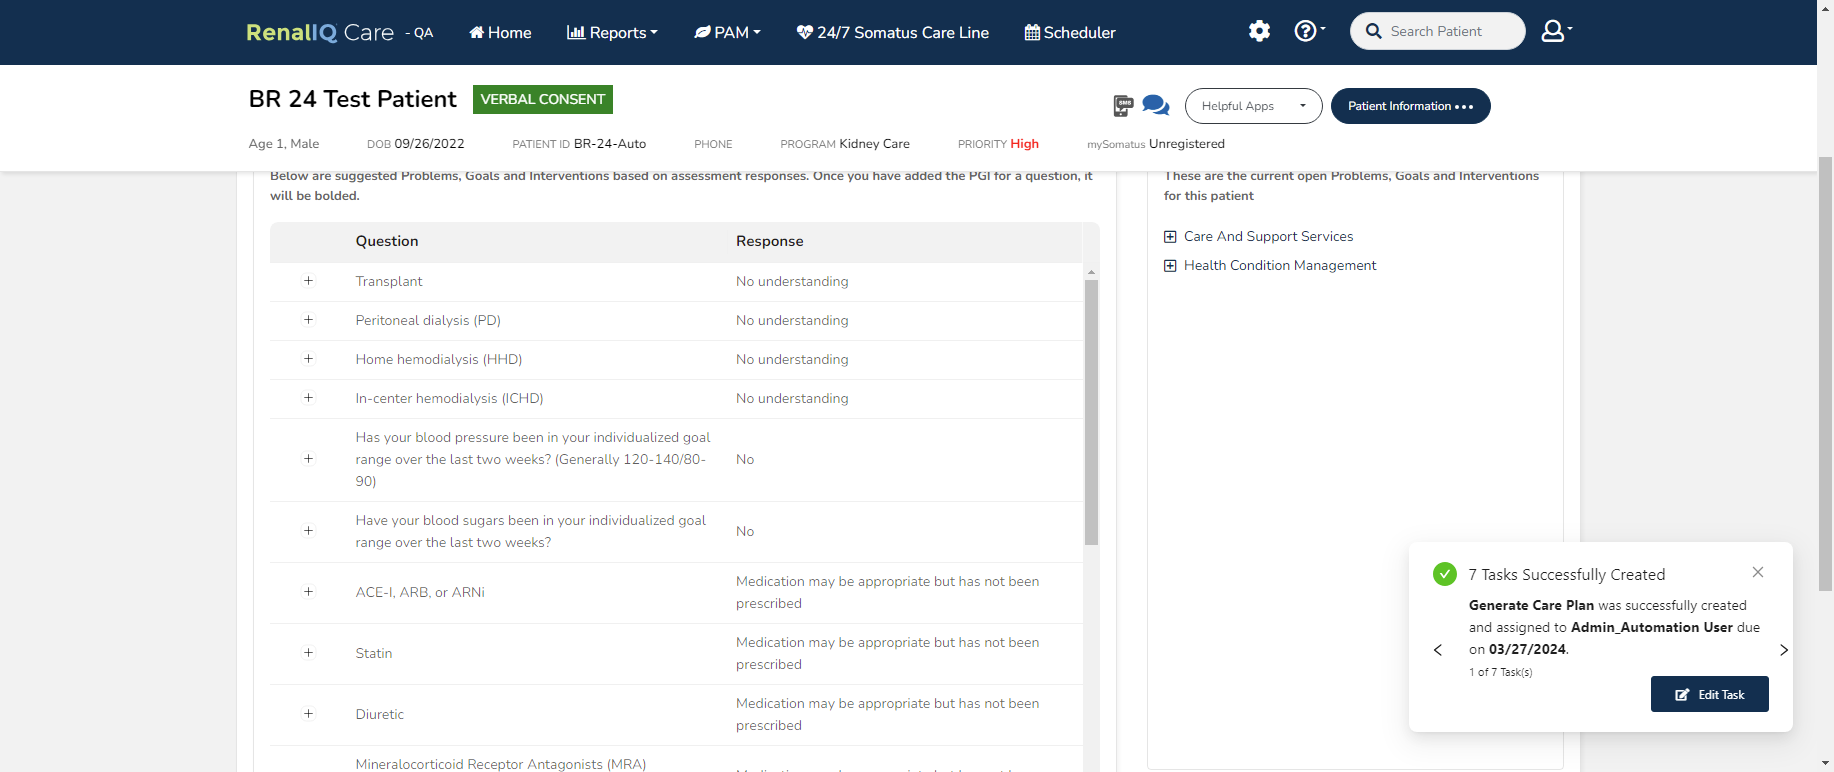 RenalIQ Care - QA
Home
Reports
PAM
24/7 Somatus Care Line
Scheduler
Search Patient
BR 24 Test Patient
VERBAL CONSENT
SMS
Helpful Apps
Patient Information
Age 1, Male
DOB 09/26/2022
PATIENT ID BR-24-Auto
PHONE
PROGRAM Kidney Care
PRIORITY High
mySomatus Unregistered
Below are suggested Problems, Goals and Interventions based on assessment responses. Once you have added the PGI for a question, it
will be bolded.
Question Response
Transplant No understanding
Peritoneal dialysis (PD) No understanding
Home hemodialysis (HHD) No understanding
In-center hemodialysis (ICHD) No understanding
Has your blood pressure been in your individualized goal
range over the last two weeks? (Generally 120-140/80-
90)
No
Have your blood sugars been in your individualized goal
range over the last two weeks?
No
ACE-I, ARB, or ARNi
Medication may be appropriate but has not been
prescribed
Statin
Medication may be appropriate but has not been
prescribed
Diuretic
Medication may be appropriate but has not been
prescribed
Mineralocorticoid Receptor Antagonists (MRA)
These are the current open Problems, Goals and Interventions
for this patient
Care And Support Services
Health Condition Management
7 Tasks Successfully Created
Generate Care Plan was successfully created
and assigned to Admin_Automation User due
on 03/27/2024.
1 of 7 Task(s)
Edit Task